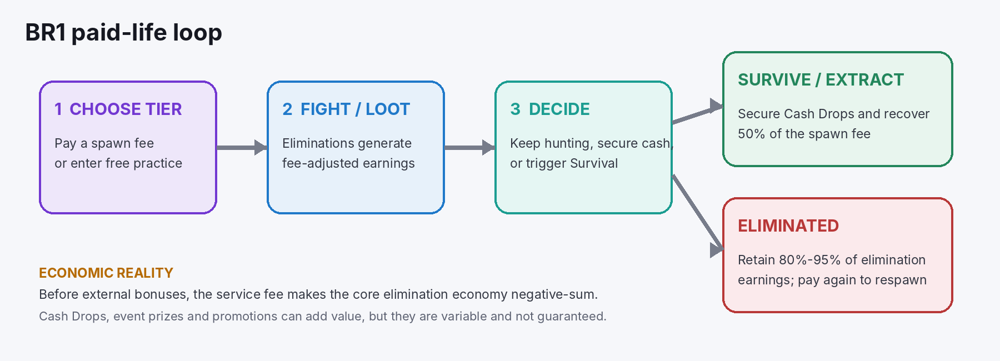 BR1 paid-life loop
1 CHOOSE TIER
Pay a spawn fee
or enter free practice
2 FIGHT / LOOT
Eliminations generate
fee-adjusted earnings
3 DECIDE
Keep hunting, secure cash,
or trigger Survival
SURVIVE / EXTRACT
Secure Cash Drops and recover
50% of the spawn fee
ELIMINATED
Retain 80%-95% of elimination
earnings; pay again to respawn
ECONOMIC REALITY
Before external bonuses, the service fee makes the core elimination economy negative-sum.
Cash Drops, event prizes and promotions can add value, but they are variable and not guaranteed.